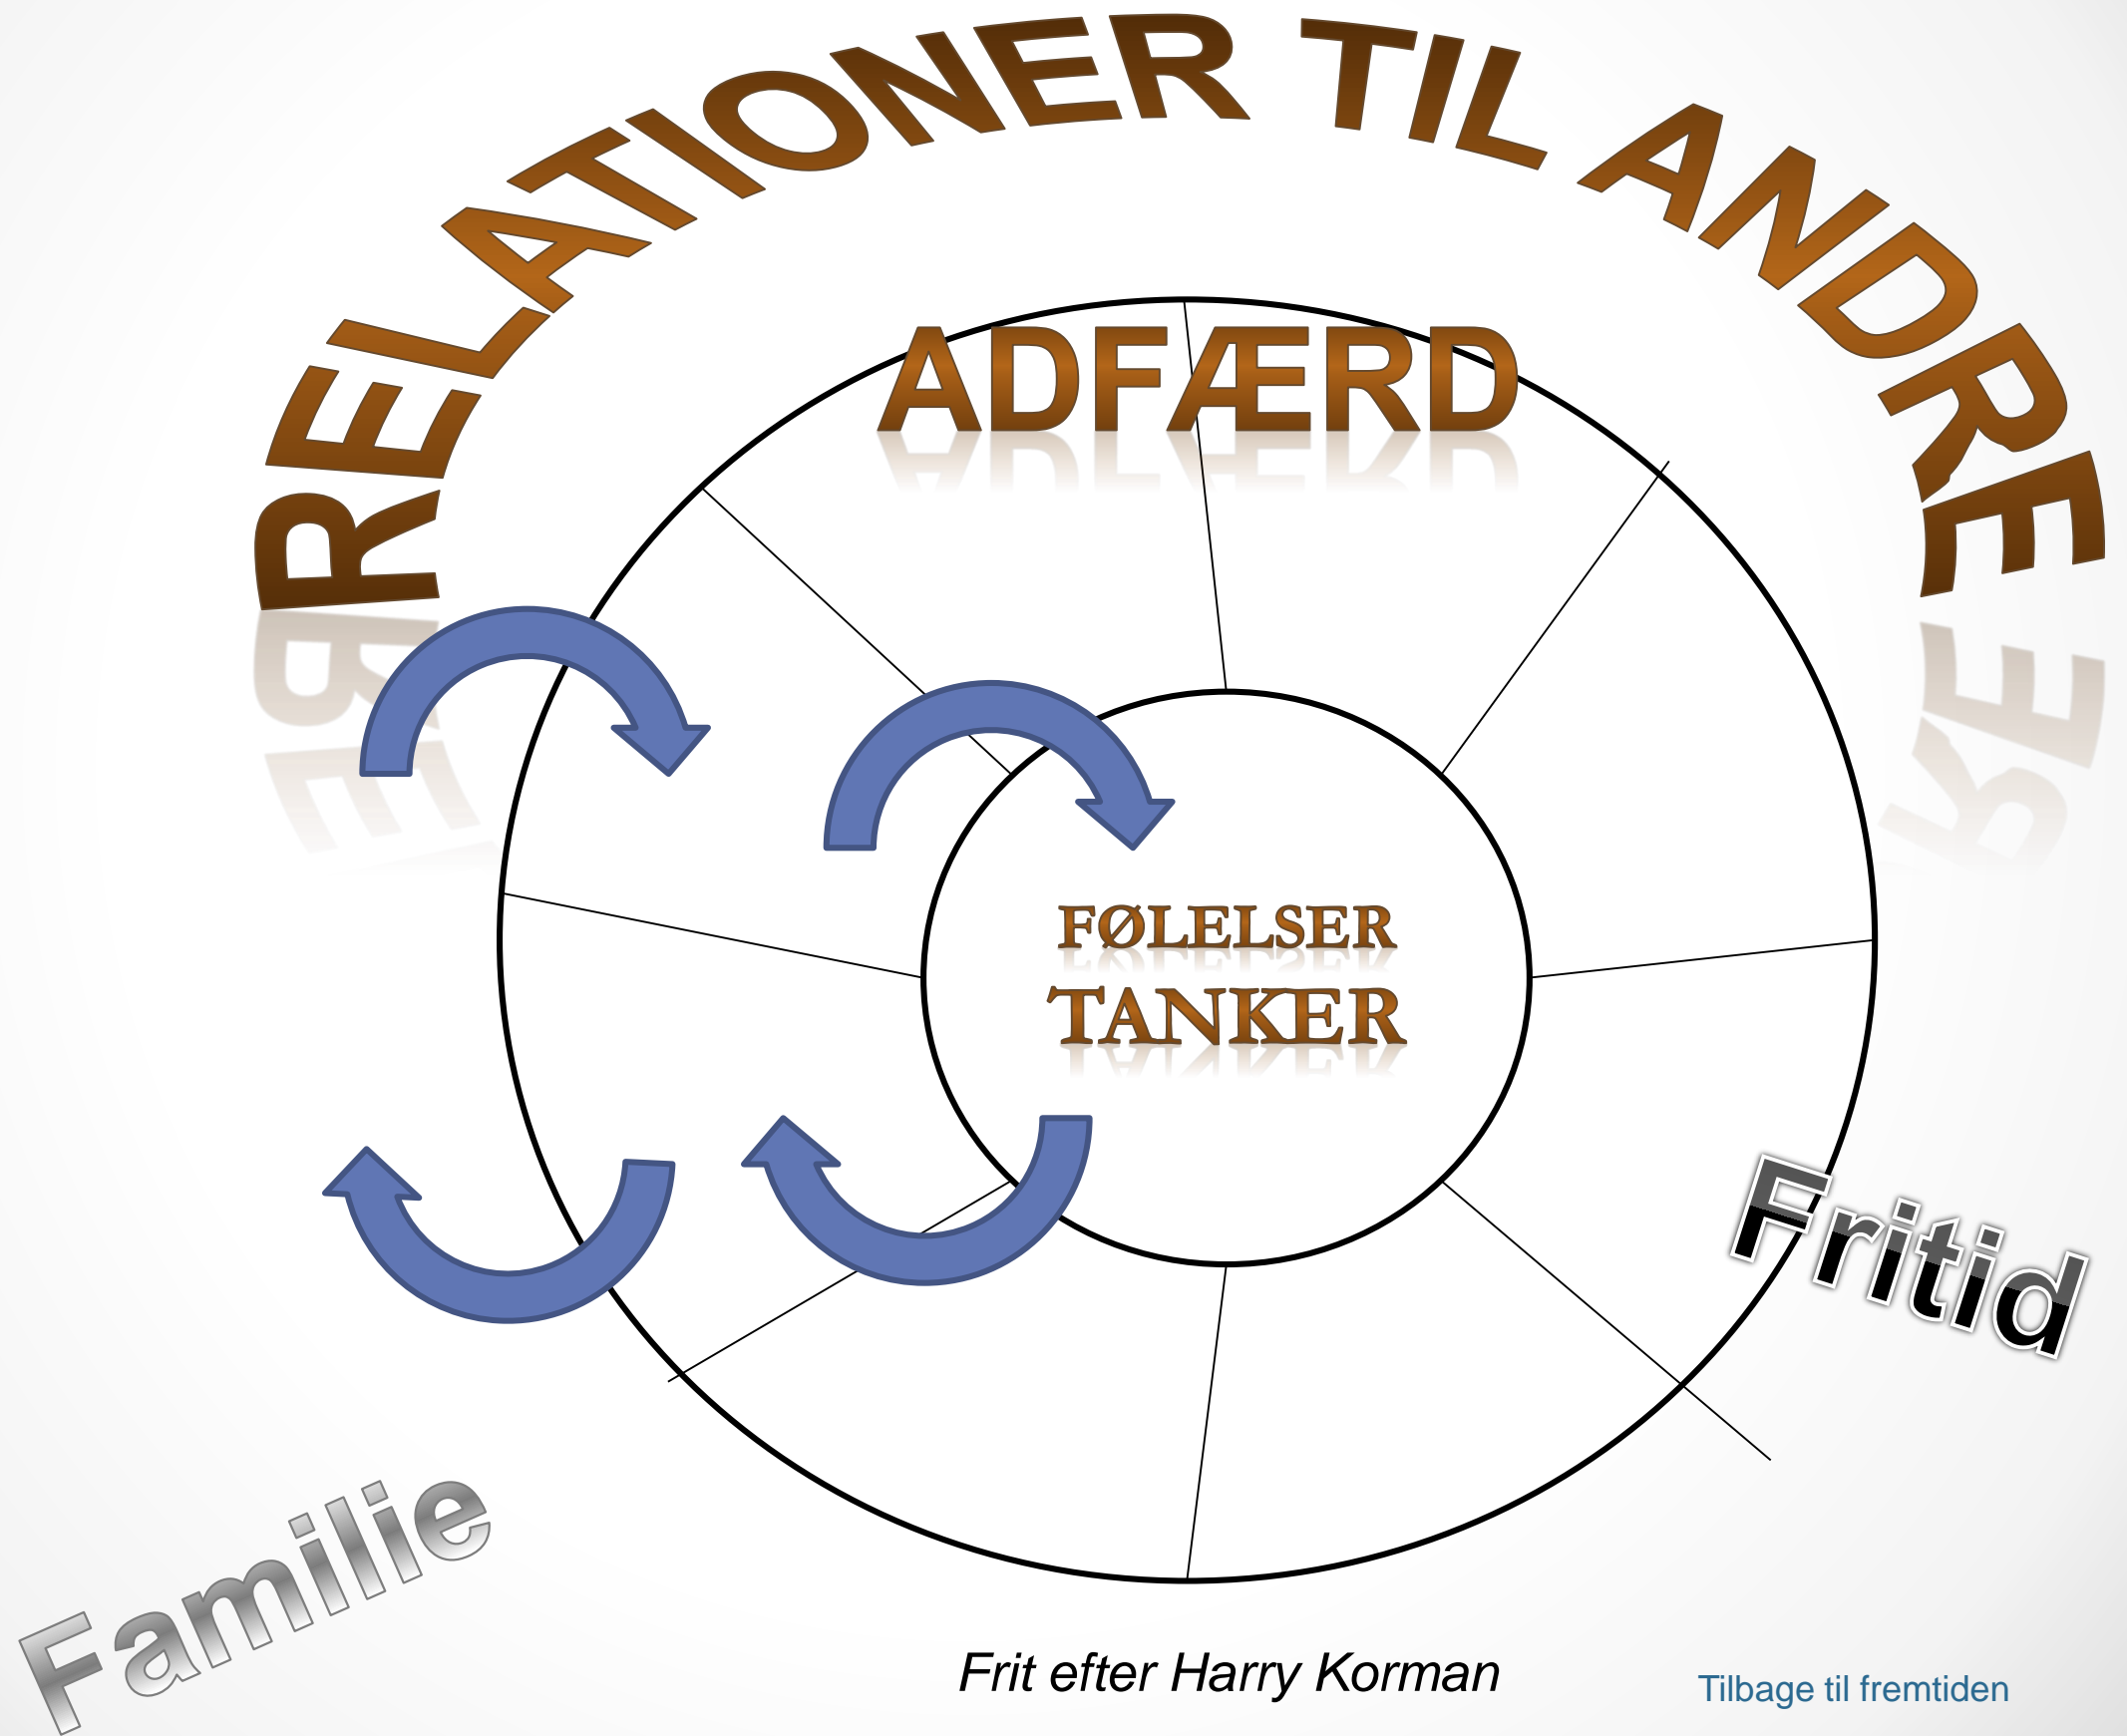 RELATIONER TIL ANDRE
ADFÆRD
FØLELSER
TANKER
Fritid
Familie
Frit efter Harry Korman
Tilbage til fremtiden